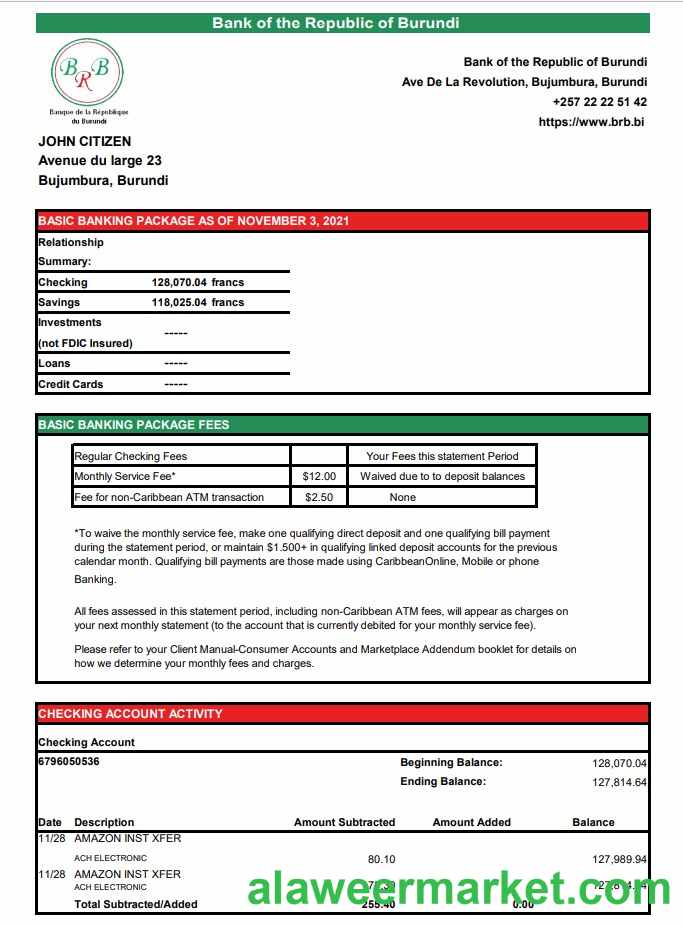 Bank of the Republic of Burundi
BRB
Banque de la République
du Burundi
Bank of the Republic of Burundi
Ave De La Revolution, Bujumbura, Burundi
+257 22 22 51 42
https://www.brb.bi
JOHN CITIZEN
Avenue du large 23
Bujumbura, Burundi
BASIC BANKING PACKAGE AS OF NOVEMBER 3, 2021
Relationship
Summary:
Checking 128,070.04 francs
Savings 118,025.04 francs
Investments
-----
(not FDIC Insured)
Loans -----
Credit Cards -----
BASIC BANKING PACKAGE FEES
Regular Checking Fees Your Fees this statement Period
Monthly Service Fee* $12.00 Waived due to to deposit balances
Fee for non-Caribbean ATM transaction $2.50 None
*To waive the monthly service fee, make one qualifying direct deposit and one qualifying bill payment
during the statement period, or maintain $1.500+ in qualifying linked deposit accounts for the previous
calendar month. Qualifying bill payments are those made using CaribbeanOnline, Mobile or phone
Banking.
All fees assessed in this statement period, including non-Caribbean ATM fees, will appear as charges on
your next monthly statement (to the account that is currently debited for your monthly service fee).
Please refer to your Client Manual-Consumer Accounts and Marketplace Addendum booklet for details on
how we determine your monthly fees and charges.
CHECKING ACCOUNT ACTIVITY
Checking Account
6796050536 Beginning Balance: 128,070.04
Ending Balance: 127,814.64
Date Description Amount Subtracted Amount Added Balance
11/28 AMAZON INST XFER
ACH ELECTRONIC 80.10 127,989.94
11/28 AMAZON INST XFER
ACH ELECTRONIC
Total Subtracted/Added 255.40 0.00
alaweermarket.com